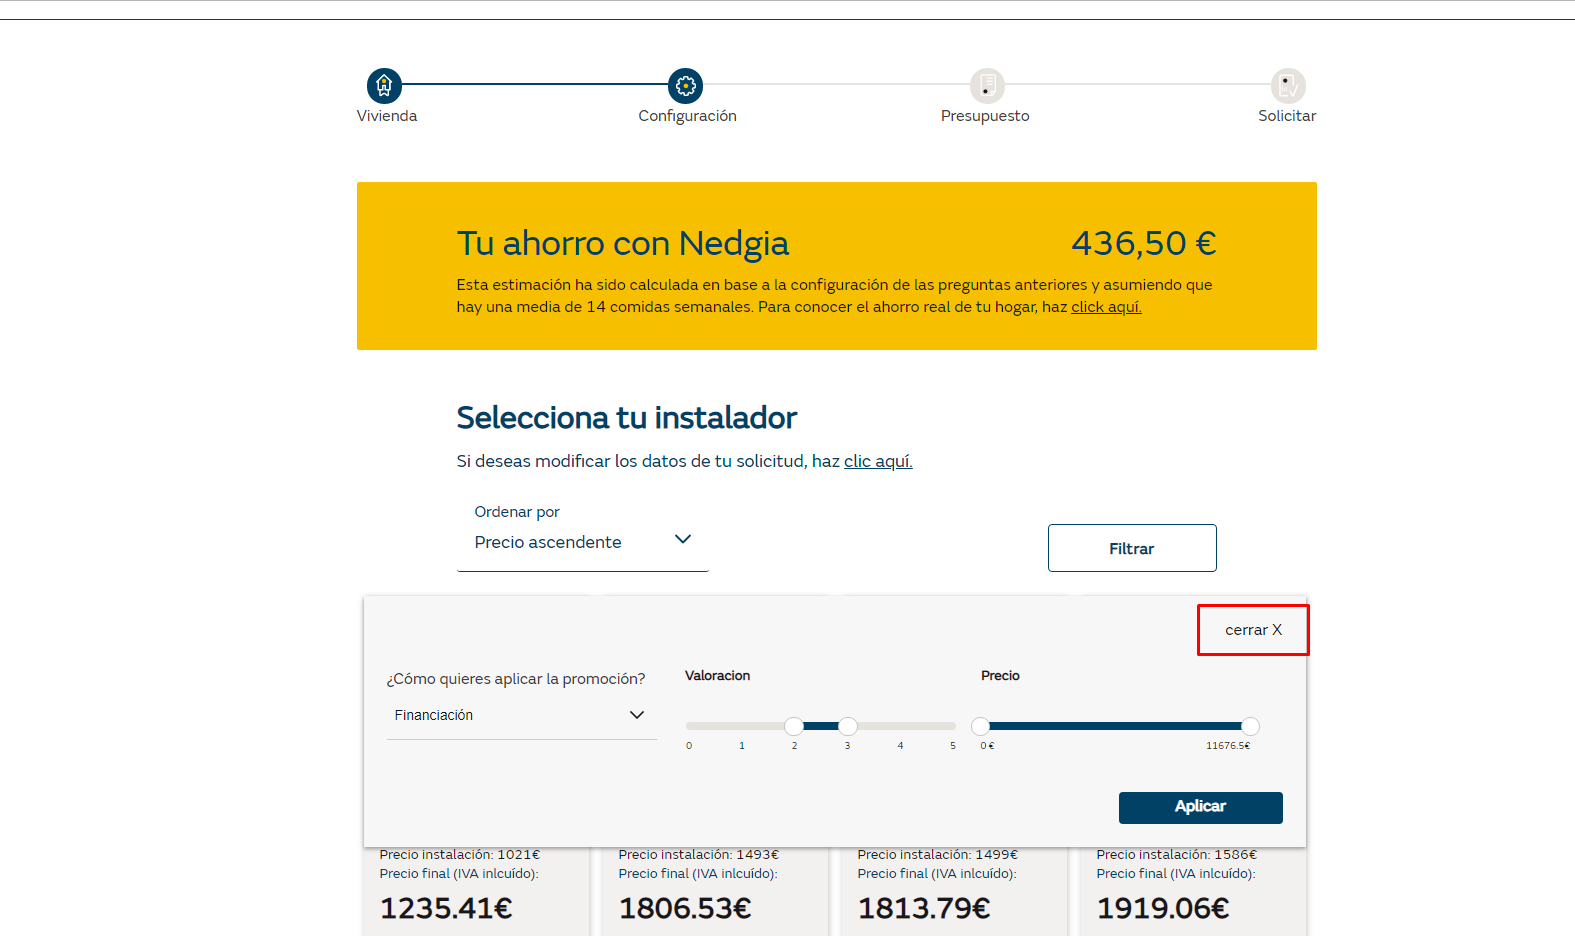 Vivienda
Configuración
Presupuesto
Solicitar
Tu ahorro con Nedgia
436,50 €
Esta estimación ha sido calculada en base a la configuración de las preguntas anteriores y asumiendo que
hay una media de 14 comidas semanales. Para conocer el ahorro real de tu hogar, haz click aquí.
Selecciona tu instalador
Si deseas modificar los datos de tu solicitud, haz clic aquí.
Ordenar por
Precio ascendente
Filtrar
cerrar X
¿Cómo quieres aplicar la promoción?
Financiación
Valoracion
0 1 2 3 4 5
Precio
0 €
11676.5€
Aplicar
Precio instalación: 1021€
Precio final (IVA inlcuído):
1235.41€
Precio instalación: 1493€
Precio final (IVA inlcuído):
1806.53€
Precio instalación: 1499€
Precio final (IVA inlcuído):
1813.79€
Precio instalación: 1586€
Precio final (IVA inlcuído):
1919.06€